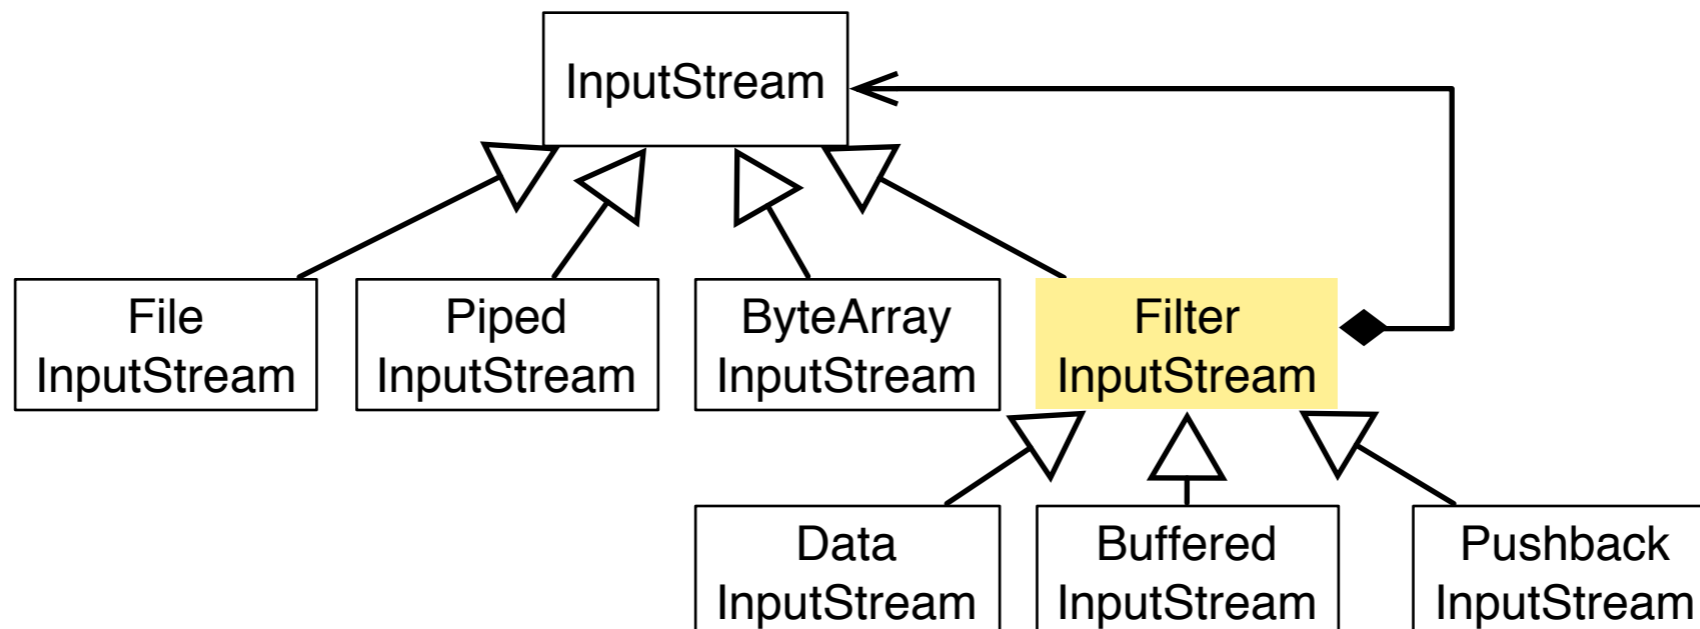 InputStream
File
InputStream
Piped
InputStream
ByteArray
InputStream
Filter
InputStream
Data
InputStream
Buffered
InputStream
Pushback
InputStream